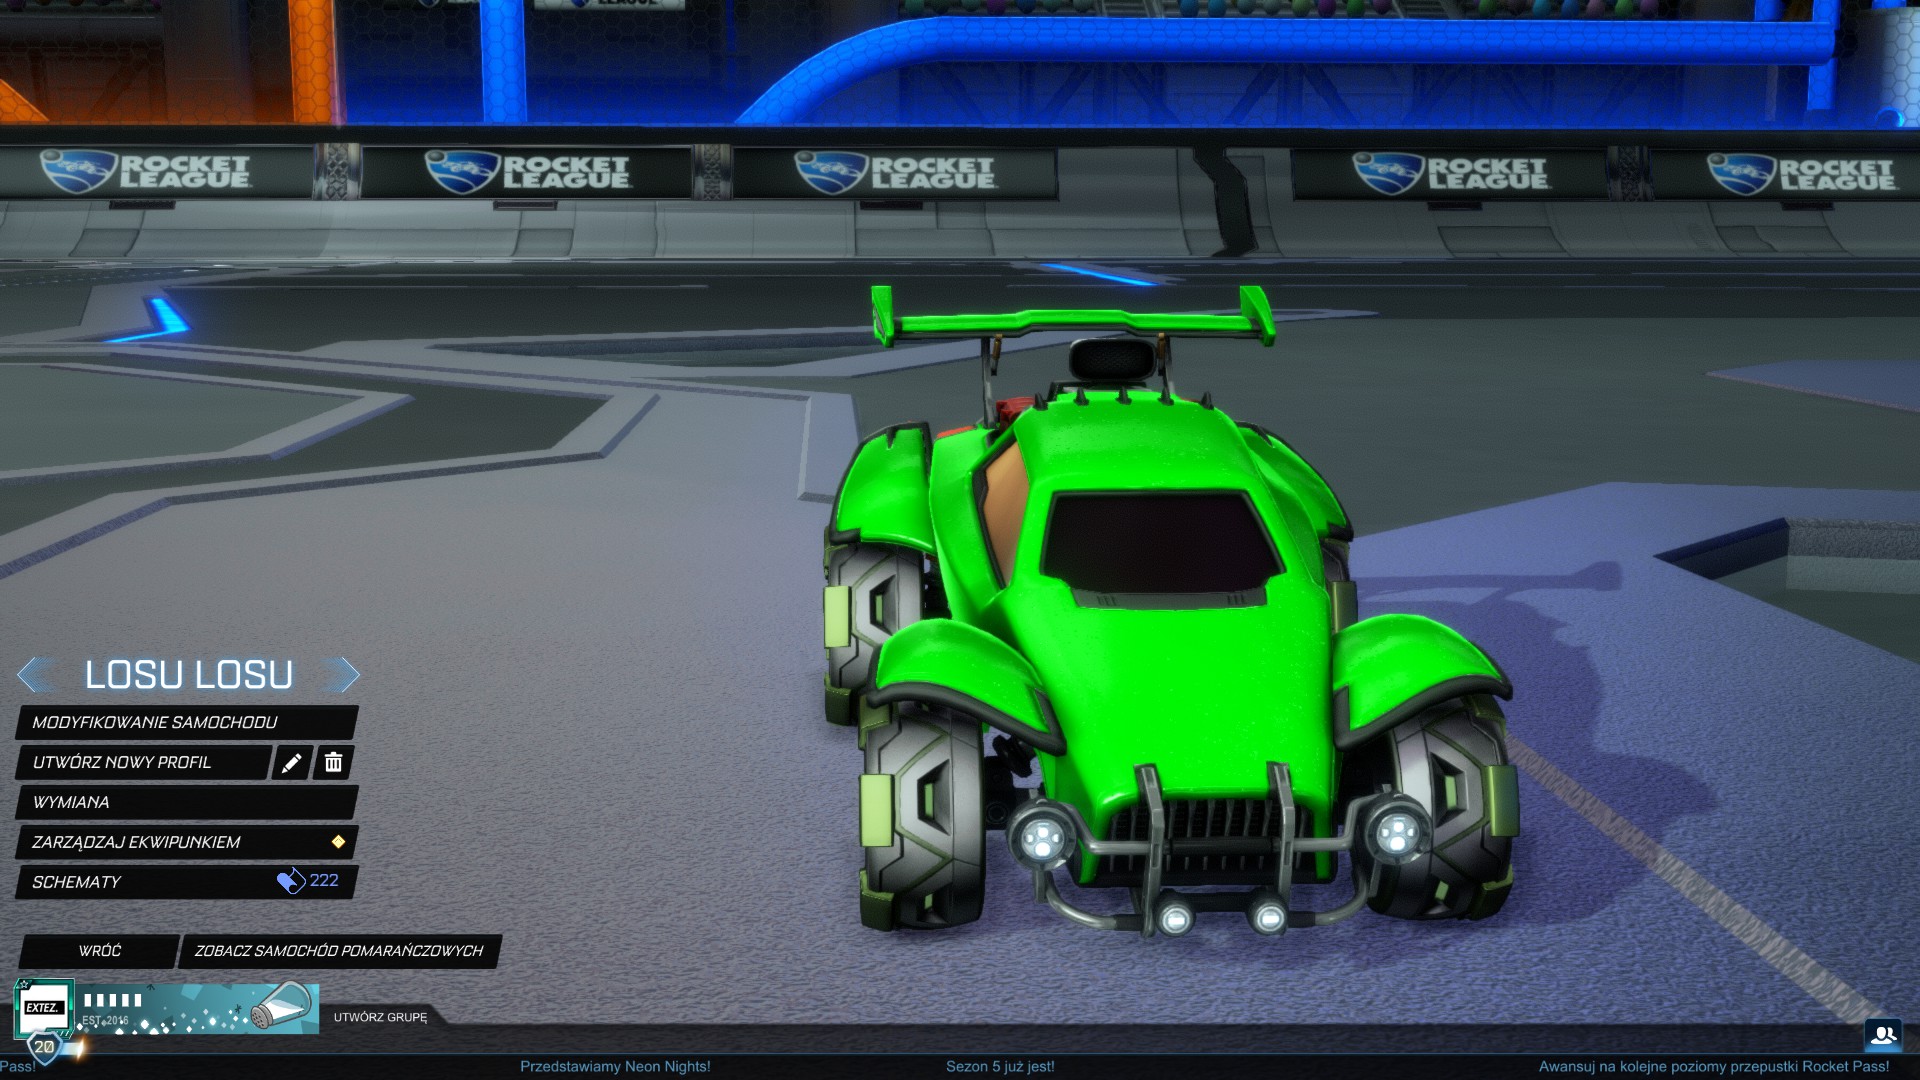 ROCKET LEAGUE
ROCKET LEAGUE
ROCKET LEAGUE
ROCKET LEAGUE
ROCKET LEAGUE
LOSU LOSU
MODYFIKOWANIE SAMOCHODU
UTWÓRZ NOWY PROFIL
WYMIANA
ZARZĄDZAJ EKWIPUNKIEM
SCHEMATY 222
WRÓĆ
ZOBACZ SAMOCHÓD POMARAŃCZOWYCH
EXTEZ.
EST. 2016
UTWÓRZ GRUPĘ
20
Pass! Przedstawiamy Neon Nights! Sezon 5 już jest! Awansuj na kolejne poziomy przepustki Rocket Pass!